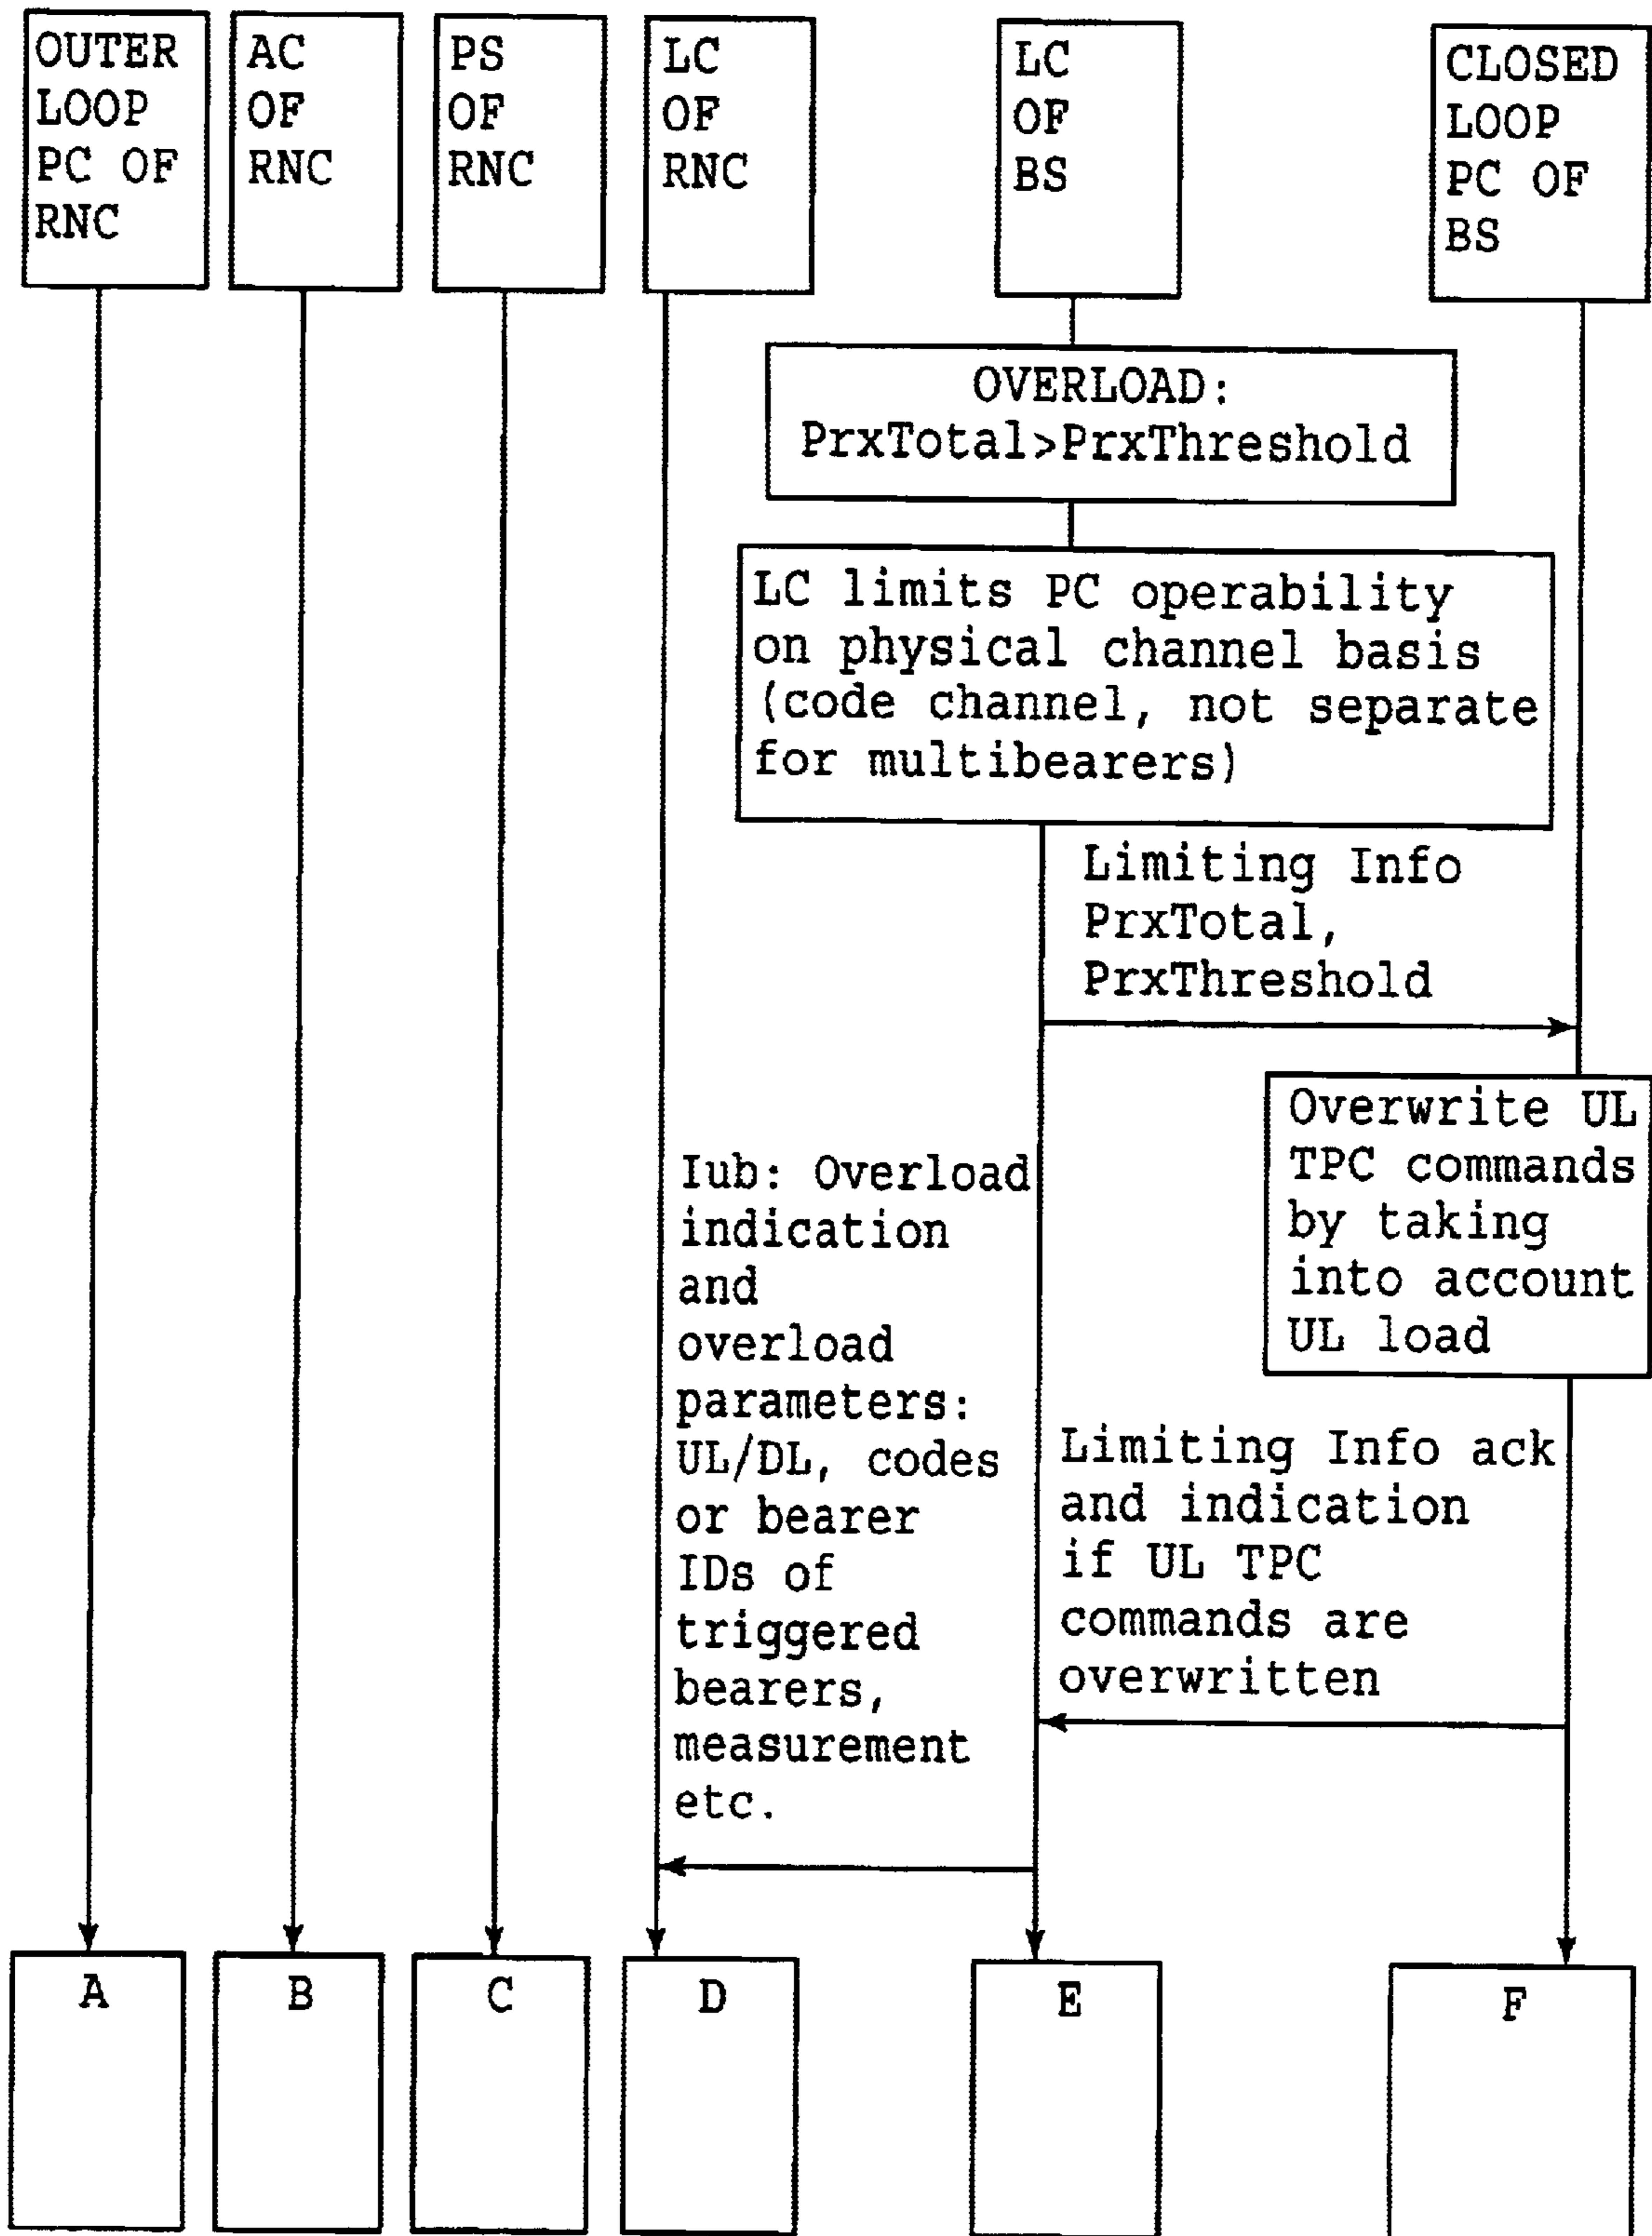 OUTER
LOOP
PC OF
RNC
AC
OF
RNC
PS
OF
RNC
LC
OF
RNC
LC
OF
BS
CLOSED
LOOP
PC OF
BS
OVERLOAD:
PrxTotal>PrxThreshold
LC limits PC operability
on physical channel basis
(code channel, not separate
for multibearers)
Limiting Info
PrxTotal,
PrxThreshold
Overwrite UL
TPC commands
by taking
into account
UL load
Limiting Info ack
and indication
if UL TPC
commands are
overwritten
Iub: Overload
indication
and
overload
parameters:
UL/DL, codes
or bearer
IDs of
triggered
bearers,
measurement
etc.
A
B
C
D
E
F